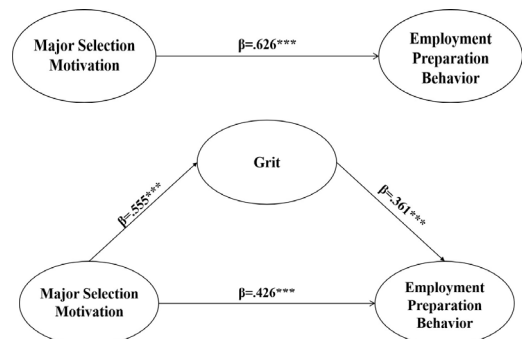 Major Selection
Motivation
β=.626***
Employment
Preparation
Behavior
Grit
β=.555***
β=.361***
Major Selection
Motivation
β=.426***
Employment
Preparation
Behavior